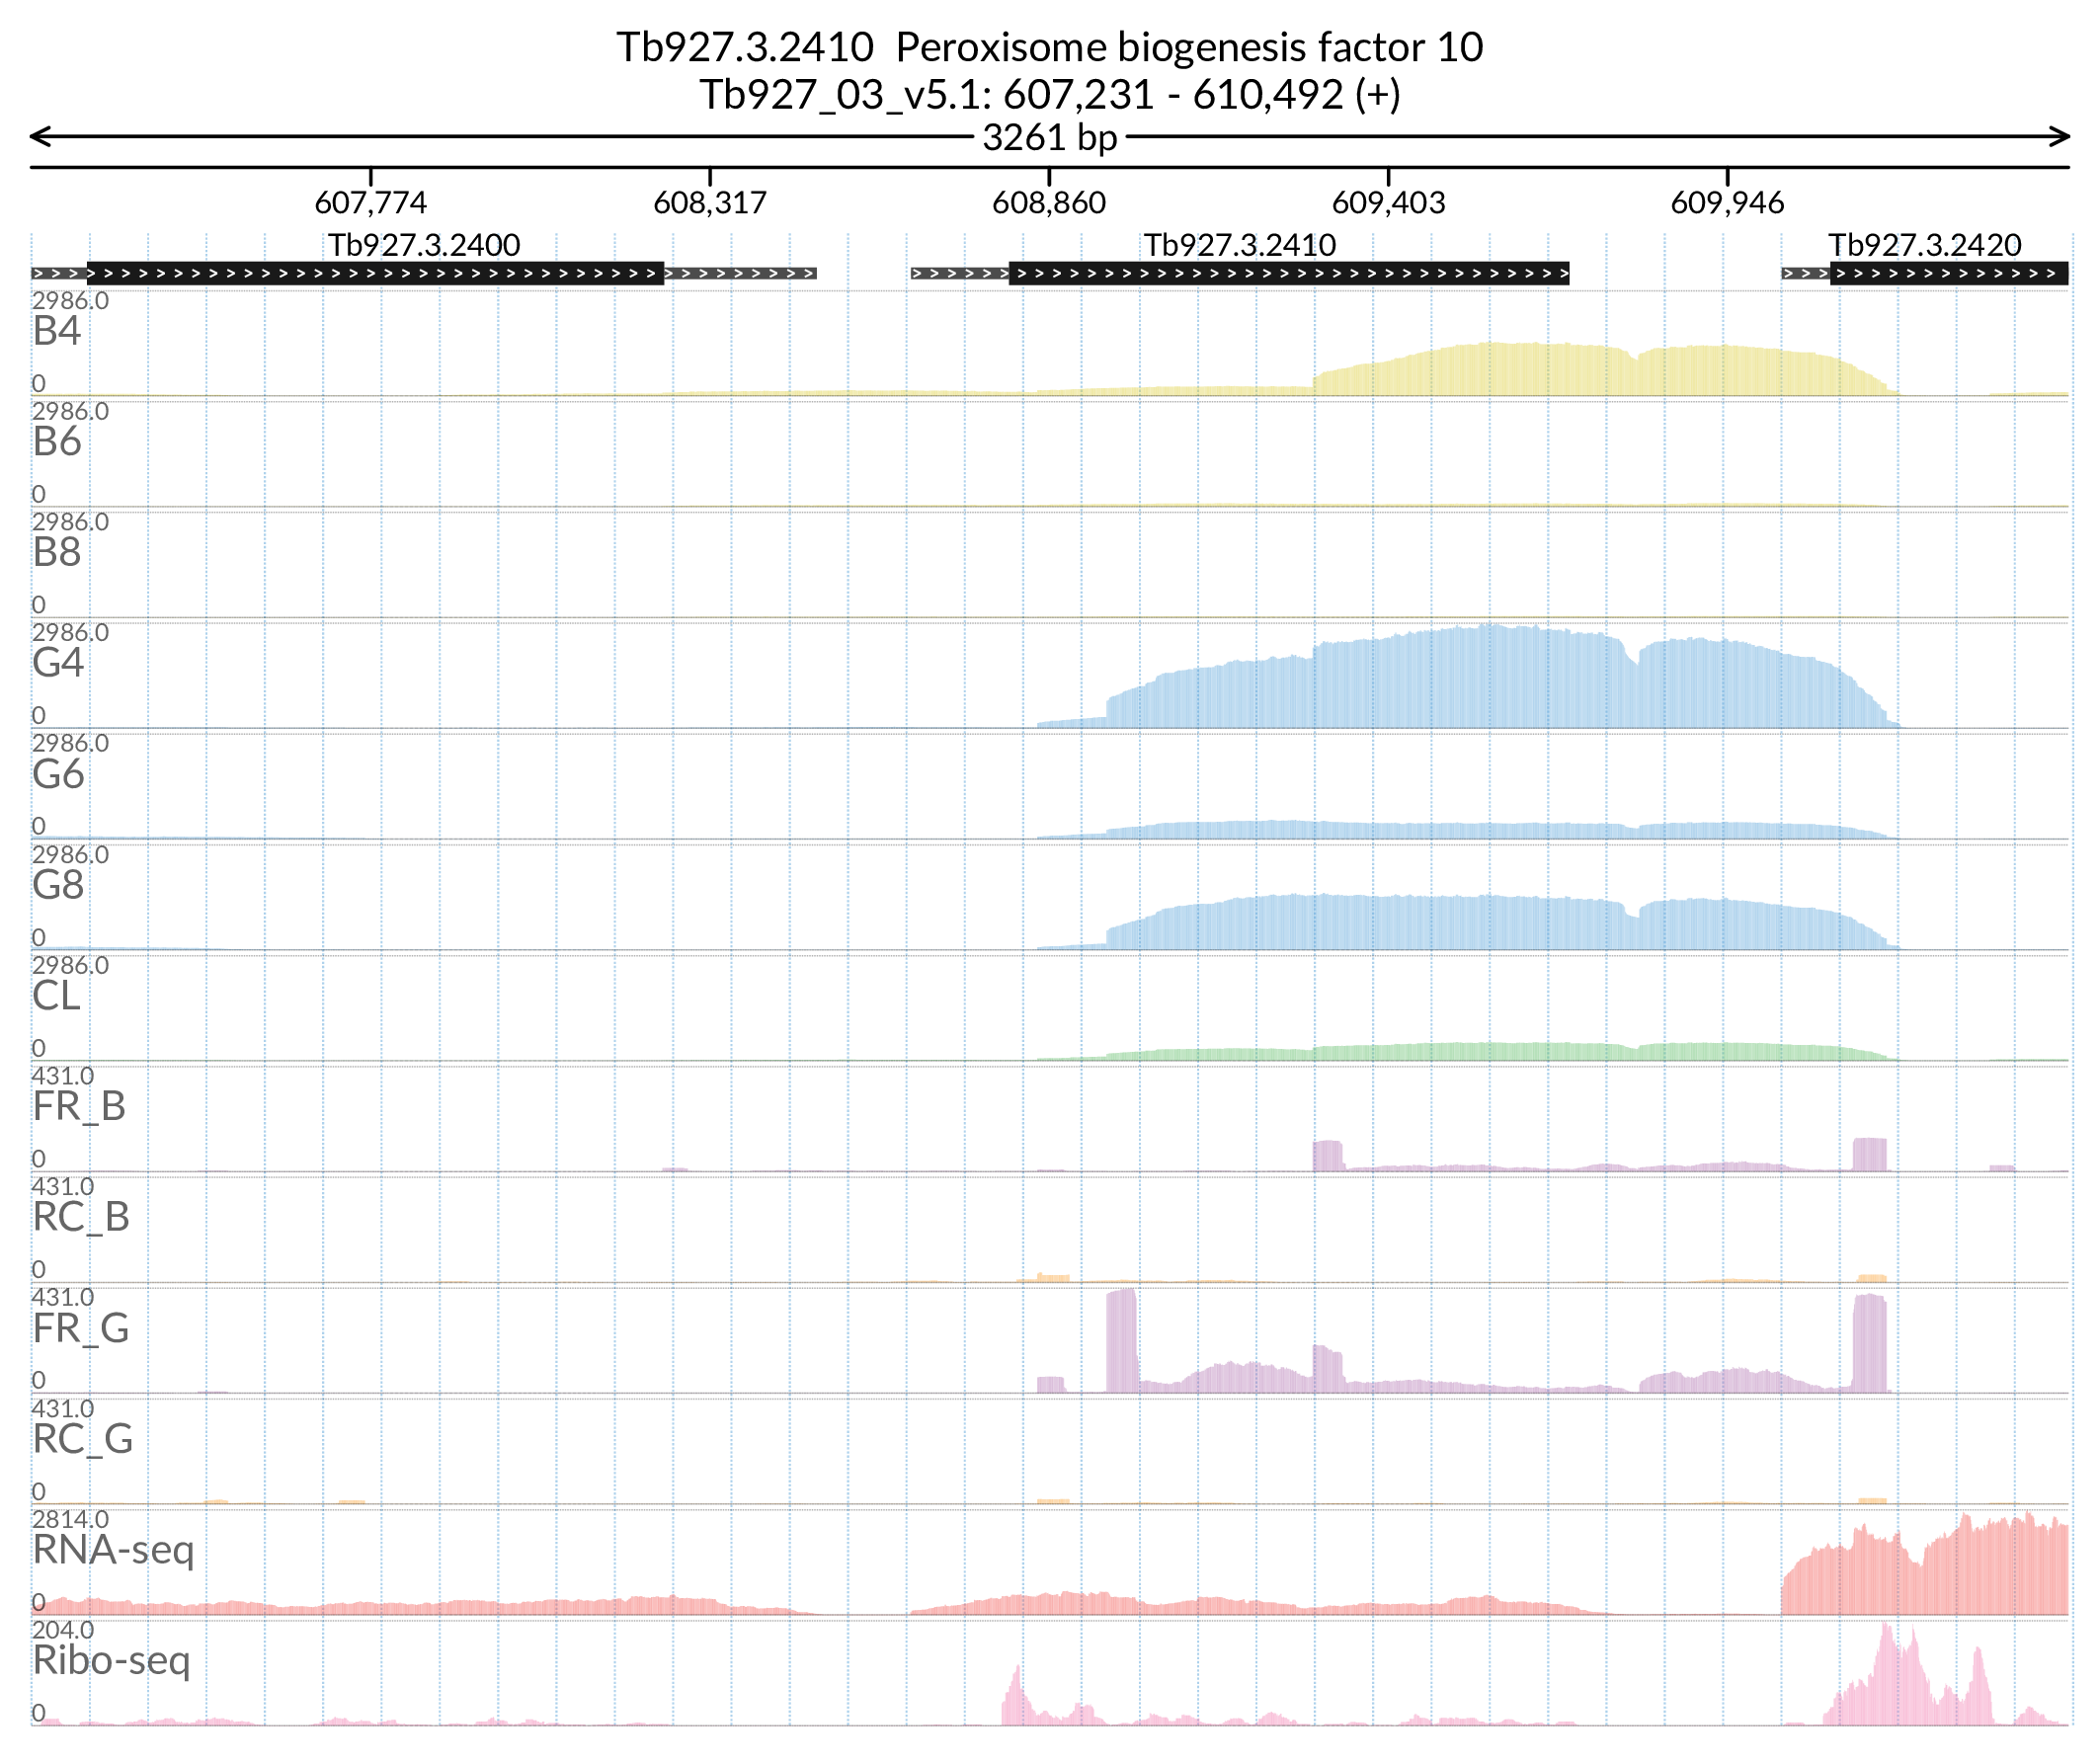 Tb927.3.2410 Peroxisome biogenesis factor 10
Tb927_03_v5.1: 607,231 - 610,492 (+)
3261 bp
607,774 608,317 608,860 609,403 609,946
Tb927.3.2400 Tb927.3.2410 Tb927.3.2420
2986.0
B4
0
2986.0
B6
0
2986.0
B8
0
2986.0
G4
0
2986.0
G6
0
2986.0
G8
0
2986.0
CL
0
431.0
FR_B
0
431.0
RC_B
0
431.0
FR_G
0
431.0
RC_G
0
2814.0
RNA-seq
0
204.0
Ribo-seq
0